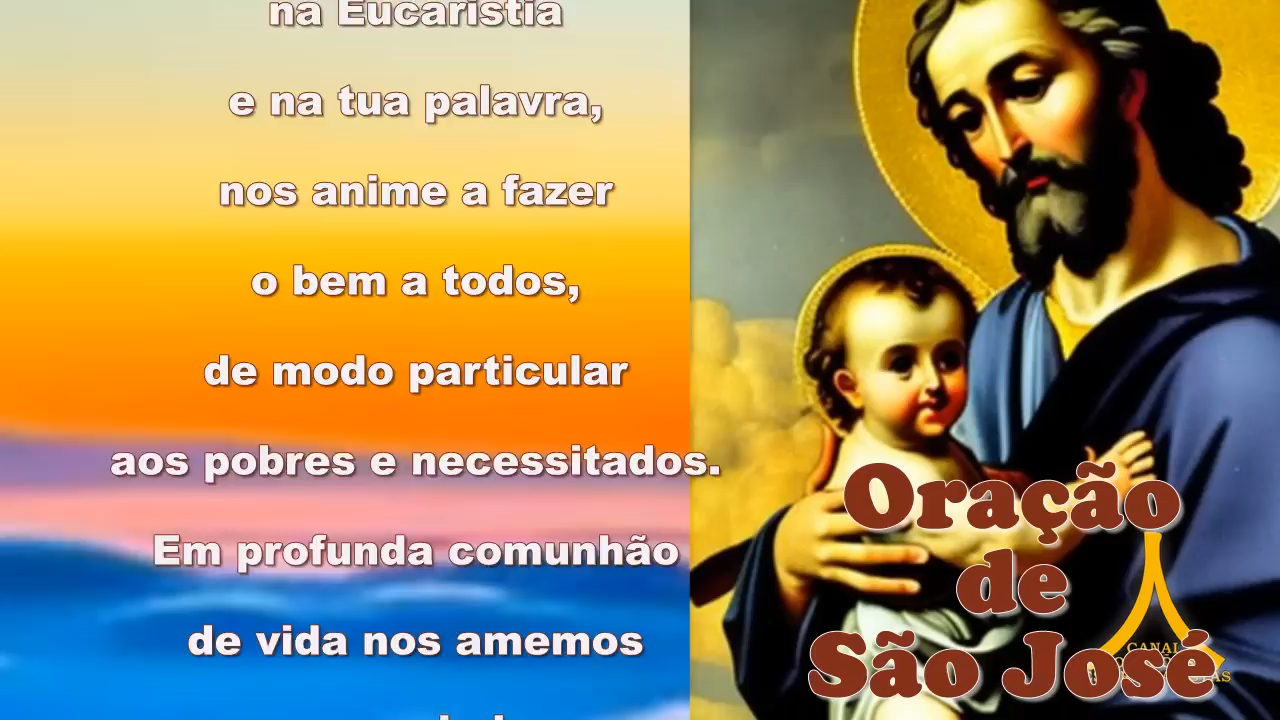 na Eucaristia
e na tua palavra,
nos anime a fazer
o bem a todos,
de modo particular
aos pobres e necessitados.
Em profunda comunhão
de vida nos amemos
Oração
de
São José
CANAL